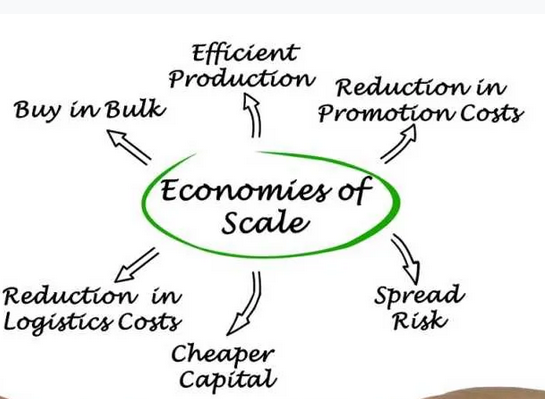 Efficient
Production
Reduction in
Promotion Costs
Buy in Bulk
Economies of
Scale
Reduction in
Logistics Costs
Spread
Risk
Cheaper
Capital